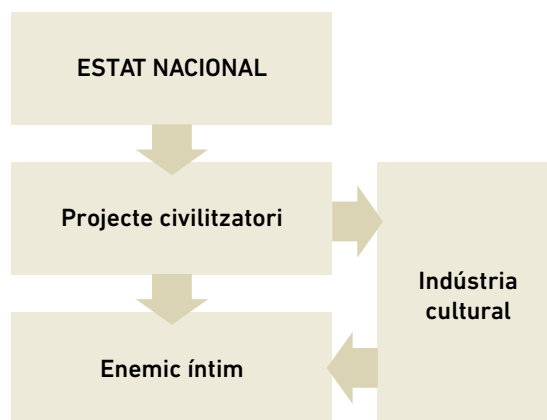 ESTAT NACIONAL
Projecte civilitzatori
Indústria
cultural
Enemic íntim